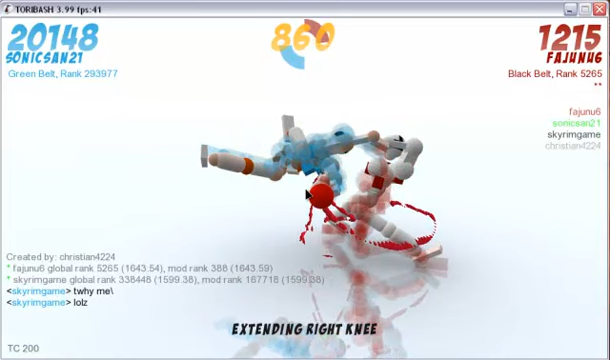 TORIBASH 3.99 fps:41
20148
SONICSAN21
Green Belt, Rank 293977
860
1215
FAJUNU6
Black Belt, Rank 5265
fajunu6
sonicsan21
skyrimgame
christian4224
Created by: christian4224
* fajunu6 global rank 5265 (1643.54), mod rank 388 (1643.59)
* skyrimgame global rank 338448 (1599.38), mod rank 167718 (1599.38)
<skyrimgame> twhy me\
<skyrimgame> lolz
EXTENDING RIGHT KNEE
TC 200